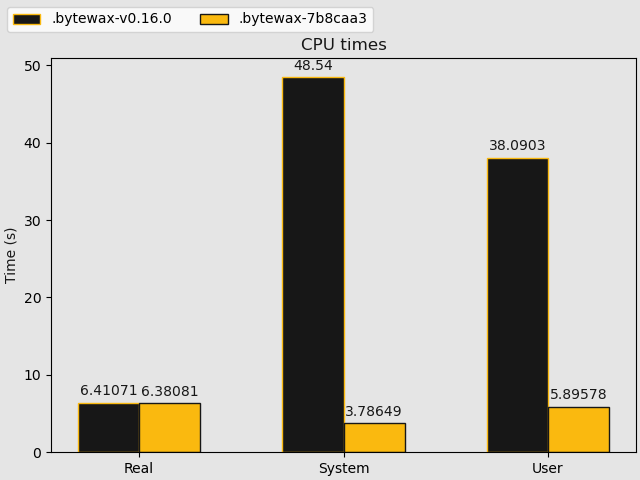 .bytewax-v0.16.0 .bytewax-7b8caa3
CPU times
50
40
30
20
10
0
Time (s)
48.54
38.0903
6.41071 6.38081
3.78649
5.89578
Real System User